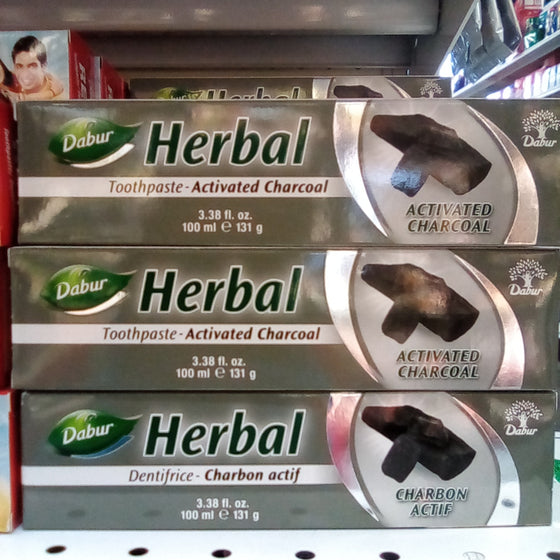 Herbal
Dabur
Herbal
Toothpaste - Activated Charcoal
3.38 fl. oz.
100 ml ℮ 131 g
ACTIVATED
CHARCOAL
Dabur
Dabur
Herbal
Toothpaste - Activated Charcoal
3.38 fl. oz.
100 ml ℮ 131 g
ACTIVATED
CHARCOAL
Dabur
Dabur
Herbal
Dentifrice - Charbon actif
3.38 fl. oz.
100 ml ℮ 131 g
CHARBON
ACTIF
Dabur